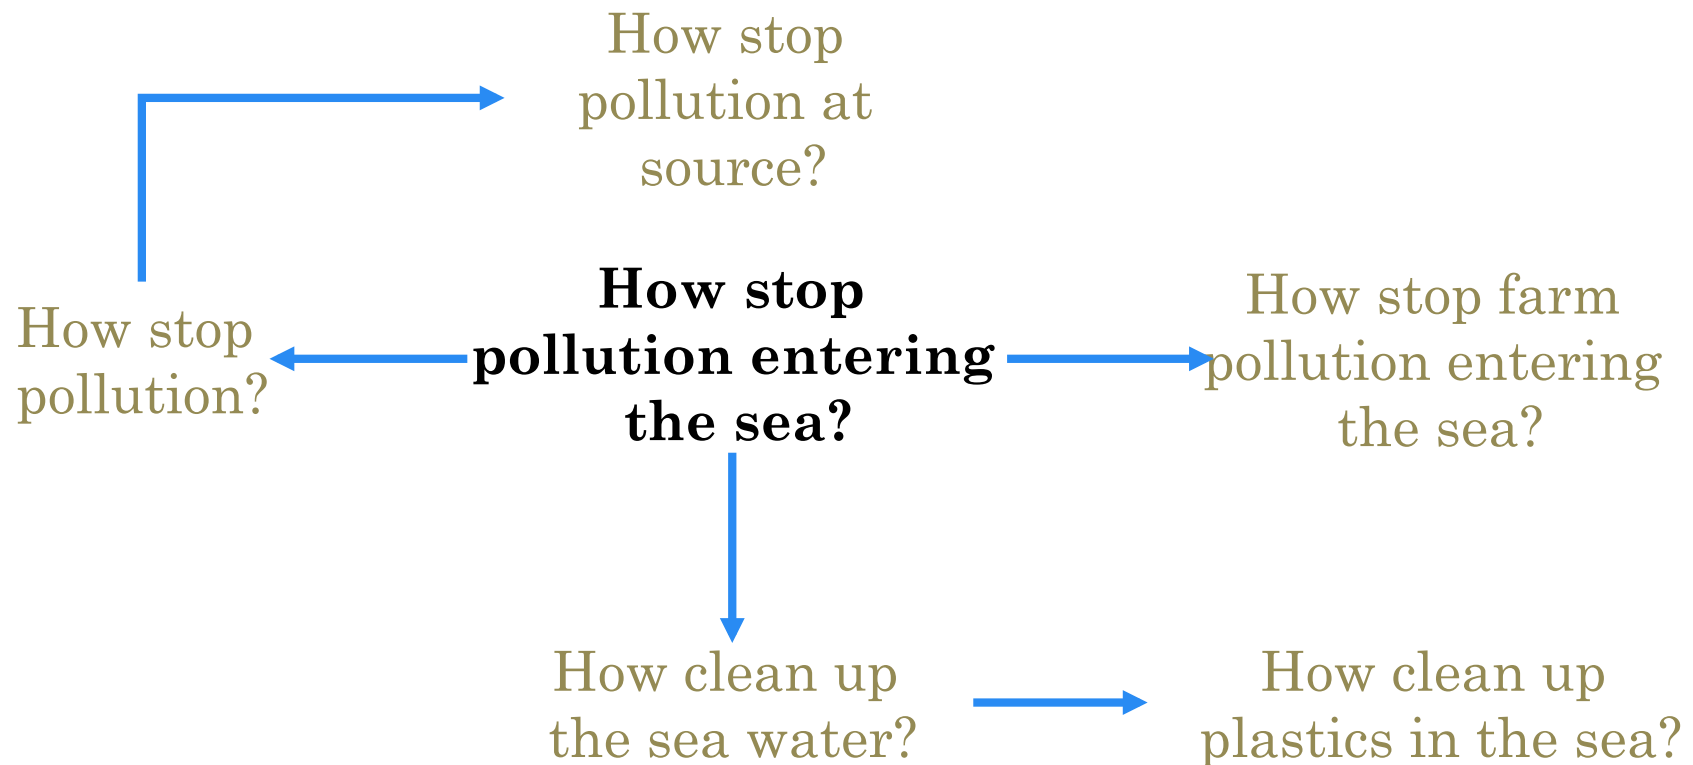 How stop
pollution at
source?
How stop
pollution?
How stop
pollution entering
the sea?
How stop farm
pollution entering
the sea?
How clean up
the sea water?
How clean up
plastics in the sea?